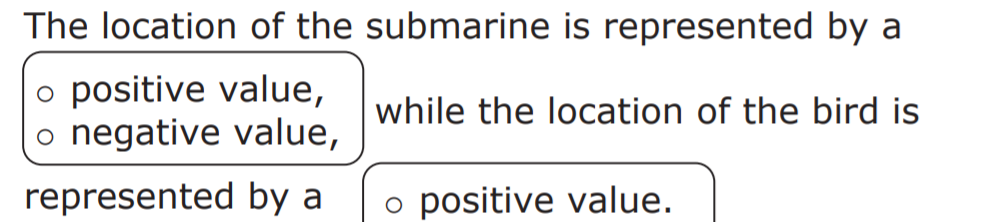 The location of the submarine is represented by a
○ positive value,
○ negative value,
while the location of the bird is
represented by a
○ positive value.